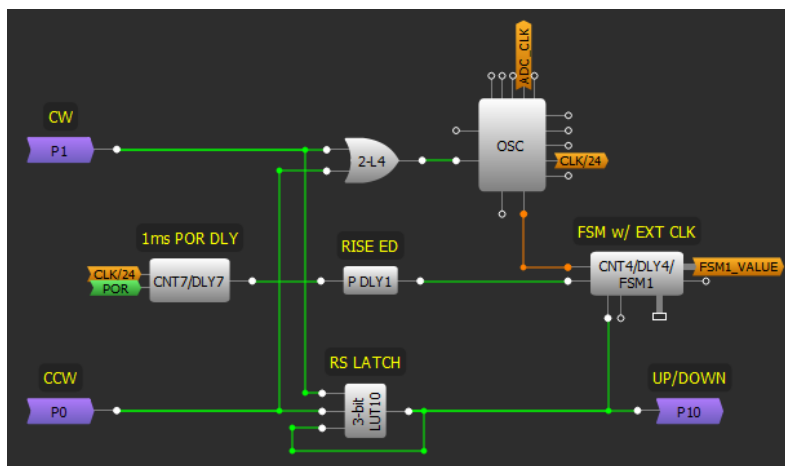 ADC_CLK
CW
P1
2-L4
OSC
CLK/24
1ms POR DLY
RISE ED
FSM w/ EXT CLK
CLK/24
POR
CNT7/DLY7
P DLY1
CNT4/DLY4/
FSM1
FSM1_VALUE
RS LATCH
CCW
UP/DOWN
P0
3-bit
LUT10
P10